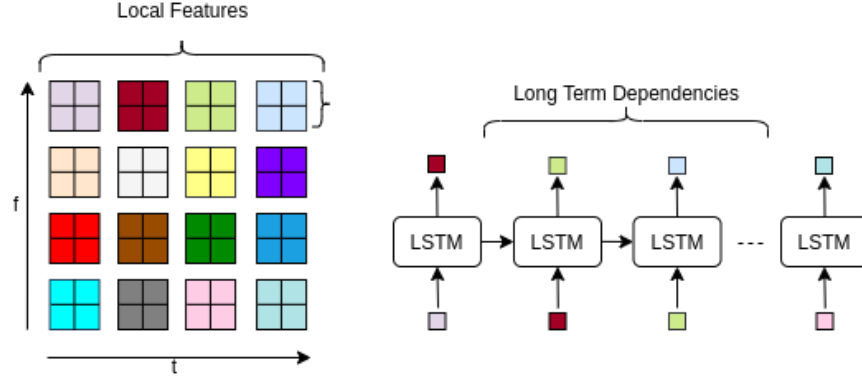 Local Features
f
t
Long Term Dependencies
LSTM
LSTM
LSTM
---
LSTM